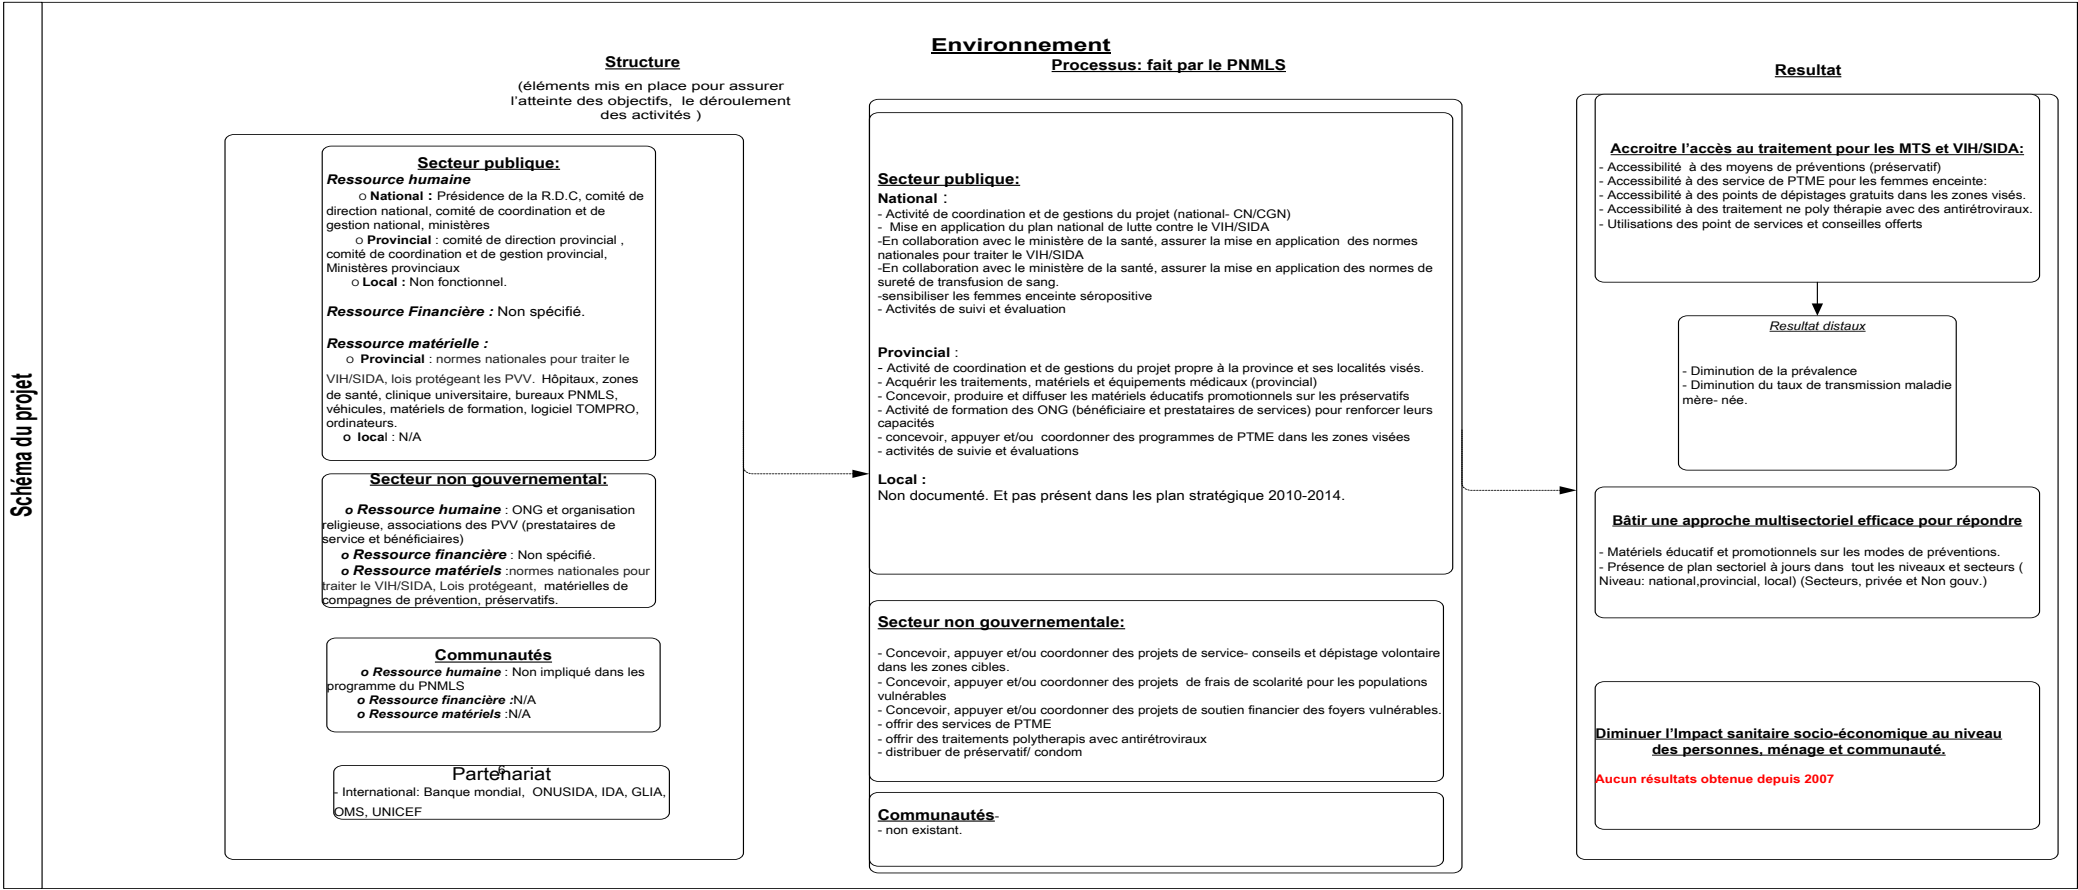 Schéma du projet
Environnement
Structure
(éléments mis en place pour assurer
l'atteinte des objectifs, le déroulement
des activités )
Secteur publique:
Ressource humaine
o National : Présidence de la R.D.C, comité de
direction national, comité de coordination et de
gestion national, ministères
o Provincial : comité de direction provincial ,
comité de coordination et de gestion provincial,
Ministères provinciaux
o Local : Non fonctionnel.
Ressource Financière : Non spécifié.
Ressource matérielle :
o Provincial : normes nationales pour traiter le
VIH/SIDA, lois protégeant les PVV. Hôpitaux, zones
de santé, clinique universitaire, bureaux PNMLS,
véhicules, matériels de formation, logiciel TOMPRO,
ordinateurs.
o local : N/A
Secteur non gouvernemental:
o Ressource humaine : ONG et organisation
religieuse, associations des PVV (prestataires de
service et bénéficiaires)
o Ressource financière : Non spécifié.
o Ressource matériels :normes nationales pour
traiter le VIH/SIDA, Lois protégeant, matérielles de
compagnes de prévention, préservatifs.
Communautés
o Ressource humaine : Non impliqué dans les
programme du PNMLS
o Ressource financière :N/A
o Ressource matériels :N/A
6
Partenariat
- International: Banque mondial, ONUSIDA, IDA, GLIA,
OMS, UNICEF
Processus: fait par le PNMLS
Secteur publique:
National :
- Activité de coordination et de gestions du projet (national- CN/CGN)
- Mise en application du plan national de lutte contre le VIH/SIDA
-En collaboration avec le ministère de la santé, assurer la mise en application des normes
nationales pour traiter le VIH/SIDA
-En collaboration avec le ministère de la santé, assurer la mise en application des normes de
sureté de transfusion de sang.
-sensibiliser les femmes enceinte séropositive
- Activités de suivi et évaluation
Provincial :
- Activité de coordination et de gestions du projet propre à la province et ses localités visés.
- Acquérir les traitements, matériels et équipements médicaux (provincial)
- Concevoir, produire et diffuser les matériels éducatifs promotionnels sur les préservatifs
- Activité de formation des ONG (bénéficiaire et prestataires de services) pour renforcer leurs
capacités
- concevoir, appuyer et/ou coordonner des programmes de PTME dans les zones visées
- activités de suivie et évaluations
Local :
Non documenté. Et pas présent dans les plan stratégique 2010-2014.
Secteur non gouvernementale:
- Concevoir, appuyer et/ou coordonner des projets de service- conseils et dépistage volontaire
dans les zones cibles.
- Concevoir, appuyer et/ou coordonner des projets de frais de scolarité pour les populations
vulnérables
- Concevoir, appuyer et/ou coordonner des projets de soutien financier des foyers vulnérables.
- offrir des services de PTME
- offrir des traitements polytherapis avec antirétroviraux
- distribuer de préservatif/ condom
Communautés-
- non existant.
Resultat
Accroitre l'accès au traitement pour les MTS et VIH/SIDA:
- Accessibilité à des moyens de préventions (préservatif)
- Accessibilité à des service de PTME pour les femmes enceinte:
- Accessibilité à des points de dépistages gratuits dans les zones visés.
- Accessibilité à des traitement ne poly thérapie avec des antirétroviraux.
- Utilisations des point de services et conseilles offerts
Resultat distaux
- Diminution de la prévalence
- Diminution du taux de transmission maladie
mère- née.
Bâtir une approche multisectoriel efficace pour répondre
- Matériels éducatif et promotionnels sur les modes de préventions.
- Présence de plan sectoriel à jours dans tout les niveaux et secteurs (
Niveau: national,provincial, local) (Secteurs, privée et Non gouv.)
Diminuer l'Impact sanitaire socio-économique au niveau
des personnes, ménage et communauté.
Aucun résultats obtenue depuis 2007